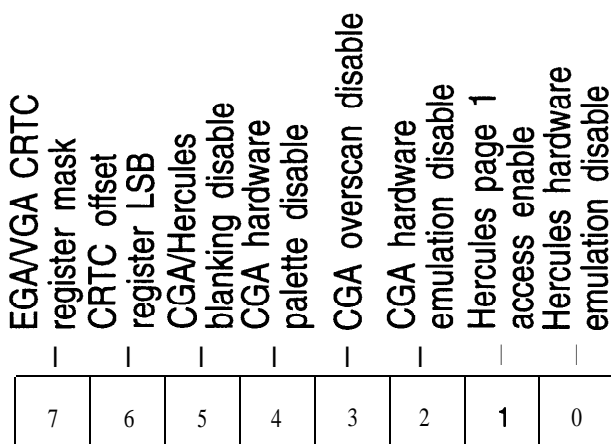 EGA/VGA CRTC
register mask
CRTC offset
register LSB
CGA/Hercules
blanking disable
CGA hardware
palette disable
CGA overscan disable
CGA hardware
emulation disable
Hercules page 1
access enable
Hercules hardware
emulation disable
7 6 5 4 3 2 1 0